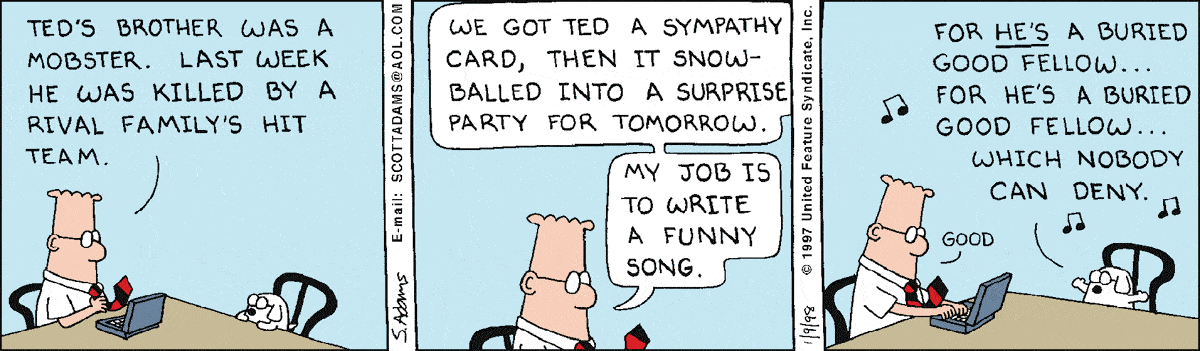 TED'S BROTHER WAS A
MOBSTER. LAST WEEK
HE WAS KILLED BY A
RIVAL FAMILY'S HIT
TEAM.
S. Adams
E-mail: SCOTTADAMS@AOL.COM
WE GOT TED A SYMPATHY
CARD, THEN IT SNOW-
BALLED INTO A SURPRISE
PARTY FOR TOMORROW.
MY JOB IS
TO WRITE
A FUNNY
SONG.
1/9/98
© 1997 United Feature Syndicate, Inc.
FOR HE'S A BURIED
GOOD FELLOW...
FOR HE'S A BURIED
GOOD FELLOW...
WHICH NOBODY
CAN DENY.
GOOD